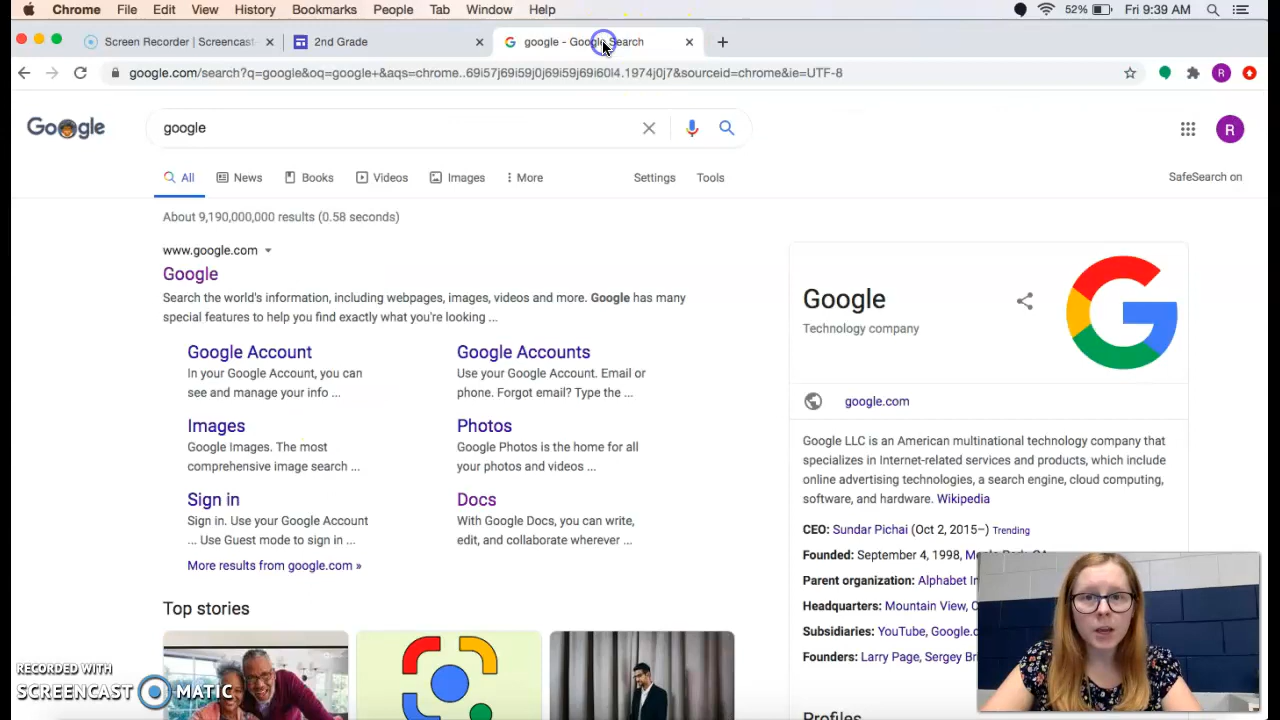 Chrome File Edit View History Bookmarks People Tab Window Help 52% Fri 9:39 AM
Screen Recorder | Screencast- 2nd Grade google - Google Search
google.com/search?q=google&oq=google+&aqs=chrome..69i57j69i59j0j69i59j69i60l4.1974j0j7&sourceid=chrome&ie=UTF-8
R
Google google R
All News Books Videos Images More Settings Tools SafeSearch on
About 9,190,000,000 results (0.58 seconds)
www.google.com
Google
Search the world's information, including webpages, images, videos and more. Google has many
special features to help you find exactly what you're looking ...
Google Account
In your Google Account, you can
see and manage your info ...
Google Accounts
Use your Google Account. Email or
phone. Forgot email? Type the ...
Images
Google Images. The most
comprehensive image search ...
Photos
Google Photos is the home for all
your photos and videos ...
Sign in
Sign in. Use your Google Account
... Use Guest mode to sign in ...
Docs
With Google Docs, you can write,
edit, and collaborate wherever ...
More results from google.com »
Top stories
Google
Technology company
google.com
Google LLC is an American multinational technology company that
specializes in Internet-related services and products, which include
online advertising technologies, a search engine, cloud computing,
software, and hardware. Wikipedia
CEO: Sundar Pichai (Oct 2, 2015–) Trending
Founded: September 4, 1998,
Parent organization: Alphabet
Headquarters: Mountain View,
Subsidiaries: YouTube,
Founders: Larry Page, Sergey
Profiles
RECORDED WITH
SCREENCAST MATIC